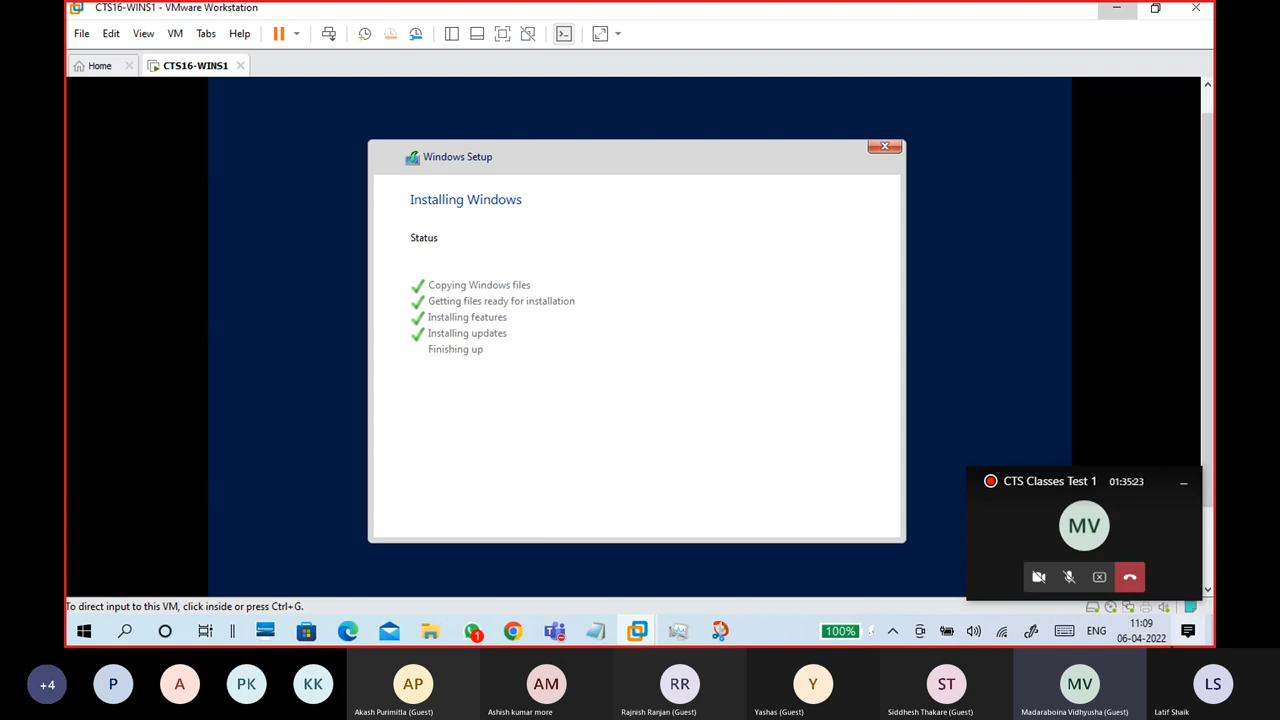 CTS16-WINS1 - VMware Workstation
File Edit View VM Tabs Help
Home CTS16-WINS1
Windows Setup
Installing Windows
Status
Copying Windows files
Getting files ready for installation
Installing features
Installing updates
Finishing up
CTS Classes Test 1 01:35:23
MV
To direct input to this VM, click inside or press Ctrl+G.
1 100% ENG 11:09
06-04-2022
+4 P A PK KK AP AM RR Y ST MV LS
Akash Purimitla (Guest) Ashish kumar more Rajnish Ranjan (Guest) Yashas (Guest) Siddhesh Thakare (Guest) Madaraboina Vidhyusha (Guest) Latif Shaik